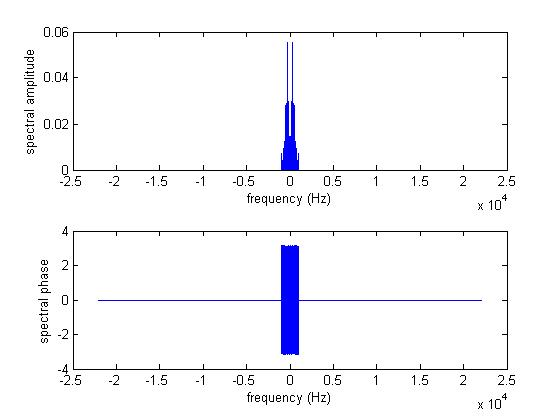 spectral amplitude
0.06
0.04
0.02
0
-2.5 -2 -1.5 -1 -0.5 0 0.5 1 1.5 2 2.5
frequency (Hz)
x 10^4
spectral phase
4
2
0
-2
-4
-2.5 -2 -1.5 -1 -0.5 0 0.5 1 1.5 2 2.5
frequency (Hz)
x 10^4